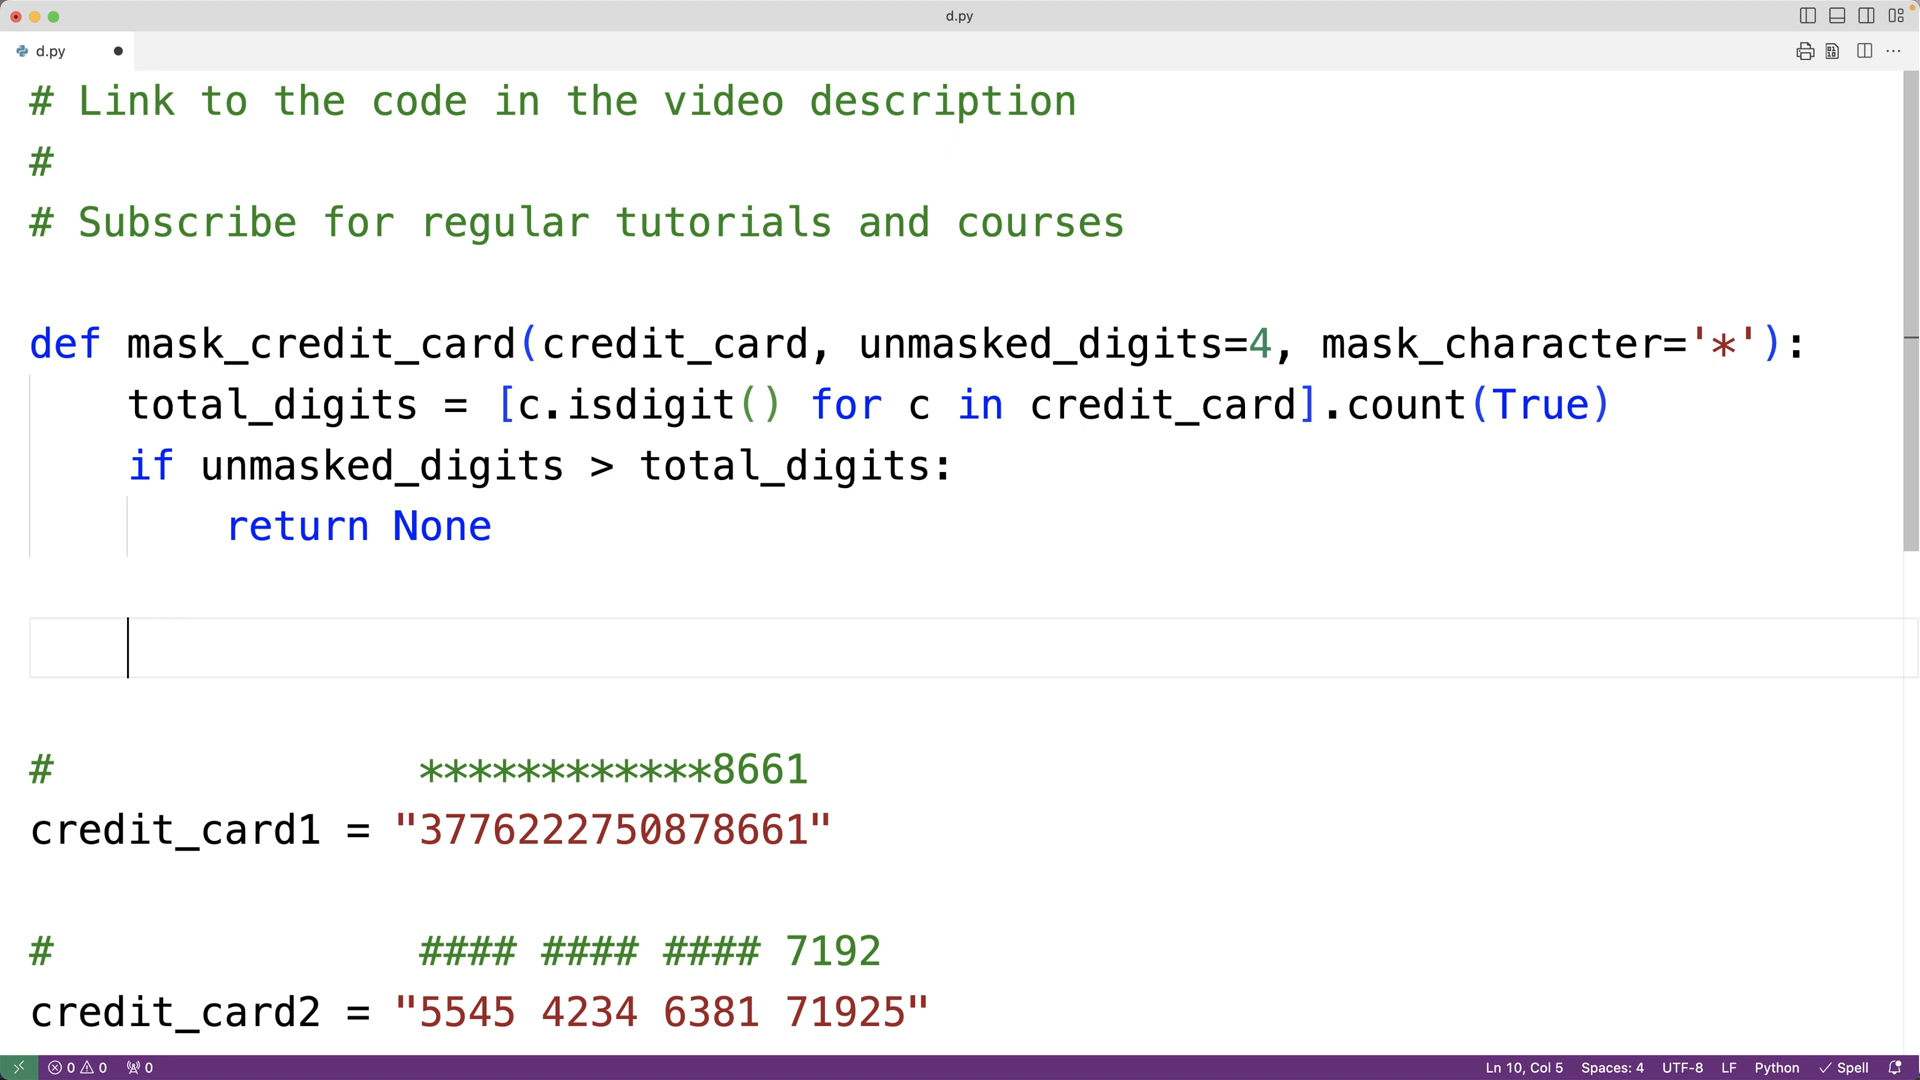 d.py
d.py
# Link to the code in the video description
#
# Subscribe for regular tutorials and courses
def mask_credit_card(credit_card, unmasked_digits=4, mask_character='*'):
    total_digits = [c.isdigit() for c in credit_card].count(True)
    if unmasked_digits > total_digits:
        return None
#               ************8661
credit_card1 = "3776222750878661"
#               #### #### #### 7192
credit_card2 = "5545 4234 6381 71925"
0 0 0 Ln 10, Col 5 Spaces: 4 UTF-8 LF Python Spell